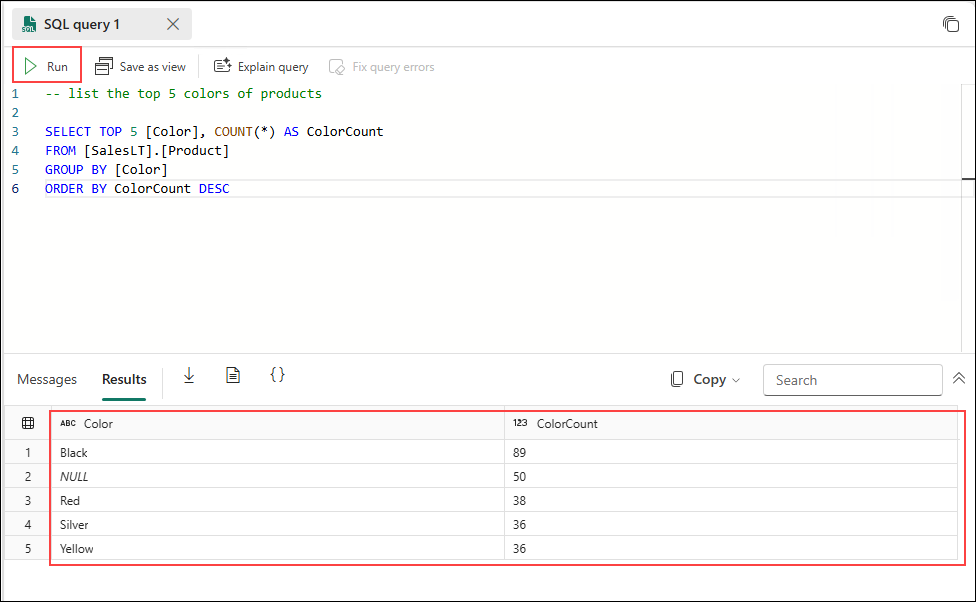 SQL SQL query 1
Run Save as view Explain query Fix query errors
1 -- list the top 5 colors of products
2
3 SELECT TOP 5 [Color], COUNT(*) AS ColorCount
4 FROM [SalesLT].[Product]
5 GROUP BY [Color]
6 ORDER BY ColorCount DESC
Messages Results {} Copy Search
ABC Color 123 ColorCount
1 Black 89
2 NULL 50
3 Red 38
4 Silver 36
5 Yellow 36